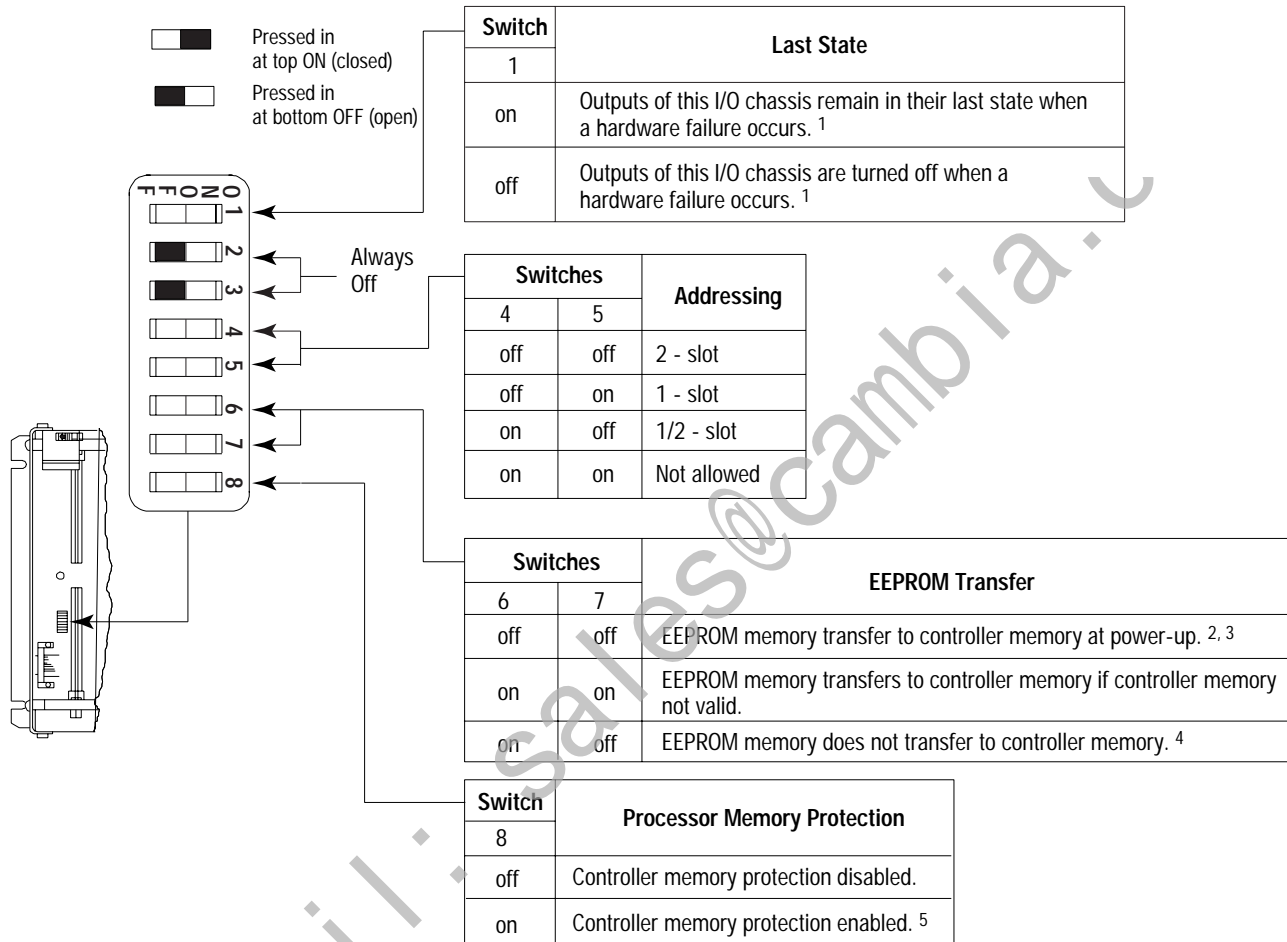 Pressed in
at top ON (closed)
Pressed in
at bottom OFF (open)
OFF ON
1
2
3
4
5
6
7
8
Always
Off
Switch Last State
1
on Outputs of this I/O chassis remain in their last state when
a hardware failure occurs. 1
off Outputs of this I/O chassis are turned off when a
hardware failure occurs. 1
Switches Addressing
4 5
off off 2 - slot
off on 1 - slot
on off 1/2 - slot
on on Not allowed
Switches EEPROM Transfer
6 7
off off EEPROM memory transfer to controller memory at power-up. 2, 3
on on EEPROM memory transfers to controller memory if controller memory
not valid.
on off EEPROM memory does not transfer to controller memory. 4
Switch Processor Memory Protection
8
off Controller memory protection disabled.
on Controller memory protection enabled. 5
il: sales@cambia.c